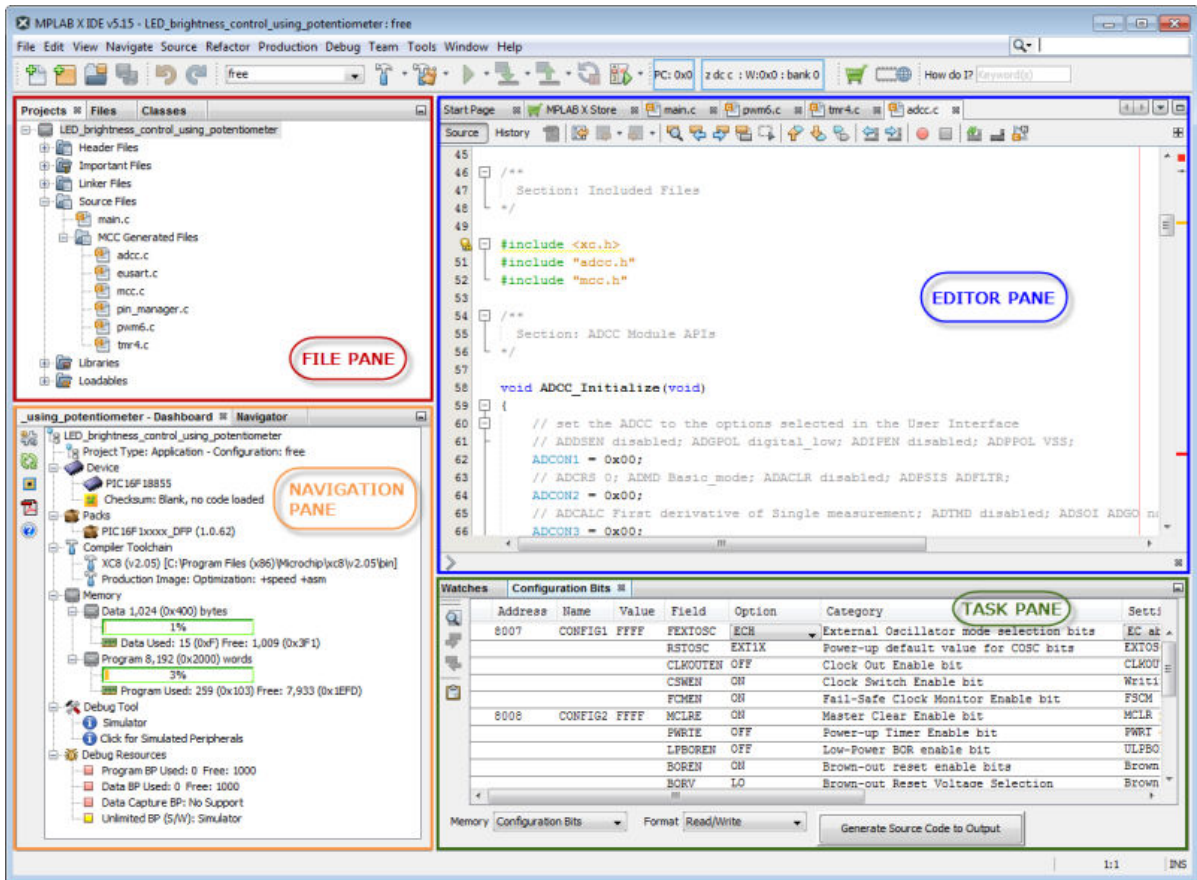 MPLAB X IDE v5.15 - LED_brightness_control_using_potentiometer : free
File Edit View Navigate Source Refactor Production Debug Team Tools Window Help
free
PC: 0x0
z dc c : W:0x0 : bank 0
How do I? Keyword(s)
Projects Files Classes
LED_brightness_control_using_potentiometer
Header Files
Important Files
Linker Files
Source Files
main.c
MCC Generated Files
adcc.c
eusart.c
mcc.c
pin_manager.c
pwm6.c
tmr4.c
Libraries
Loadables
FILE PANE
_using_potentiometer - Dashboard Navigator
LED_brightness_control_using_potentiometer
Project Type: Application - Configuration: free
Device
PIC16F18855
Checksum: Blank, no code loaded
Packs
PIC16F1xxxx_DFP (1.0.62)
Compiler Toolchain
XC8 (v2.05) [C:\Program Files (x86)\Microchip\xc8\v2.05\bin]
Production Image: Optimization: +speed +asm
Memory
Data 1,024 (0x400) bytes
1%
Data Used: 15 (0xF) Free: 1,009 (0x3F1)
Program 8,192 (0x2000) words
3%
Program Used: 259 (0x103) Free: 7,933 (0x1EFD)
Debug Tool
Simulator
Click for Simulated Peripherals
Debug Resources
Program BP Used: 0 Free: 1000
Data BP Used: 0 Free: 1000
Data Capture BP: No Support
Unlimited BP (S/W): Simulator
NAVIGATION
PANE
Start Page MPLAB X Store main.c pwm6.c tmr4.c adcc.c
Source History
45
46 /**
47 Section: Included Files
48 */
49
#include <xc.h>
51 #include "adcc.h"
52 #include "mcc.h"
53
54 /**
55 Section: ADCC Module APIs
56 */
57
58 void ADCC_Initialize(void)
59 {
60 // set the ADCC to the options selected in the User Interface
61 // ADDSEN disabled; ADGPOL digital_low; ADIPEN disabled; ADPPOL VSS;
62 ADCON1 = 0x00;
63 // ADCRS 0; ADMD Basic_mode; ADACLR disabled; ADPSIS ADFLTR;
64 ADCON2 = 0x00;
65 // ADCALC First derivative of Single measurement; ADTMD disabled; ADSOI ADGO n
66 ADCON3 = 0x00;
EDITOR PANE
Watches Configuration Bits
Address Name Value Field Option Category Setti
8007 CONFIG1 FFFF FEXTOSC ECH External Oscillator mode selection bits EC ab
RSTOSC EXT1X Power-up default value for COSC bits EXTOS
CLKOUTEN OFF Clock Out Enable bit CLKOU
CSWEN ON Clock Switch Enable bit Writi
FCMEN ON Fail-Safe Clock Monitor Enable bit FSCM
8008 CONFIG2 FFFF MCLRE ON Master Clear Enable bit MCLR
PWRTE OFF Power-up Timer Enable bit PWRT
LPBOREN OFF Low-Power BOR enable bit ULPBO
BOREN ON Brown-out reset enable bits Brown
BORV LO Brown-out Reset Voltage Selection Brown
TASK PANE
Memory Configuration Bits Format Read/Write Generate Source Code to Output
1:1 INS